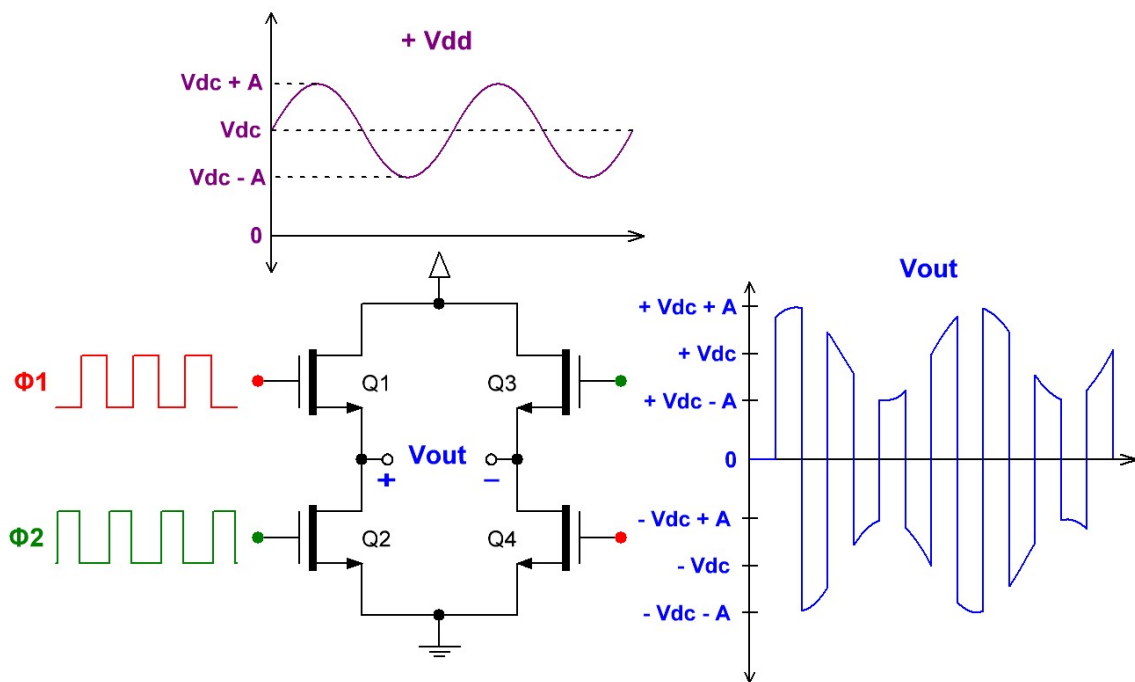 + Vdd
Vdc + A
Vdc
Vdc - A
0
Φ1
Q1
Q3
Vout
+
−
Φ2
Q2
Q4
Vout
+ Vdc + A
+ Vdc
+ Vdc - A
0
- Vdc + A
- Vdc
- Vdc - A